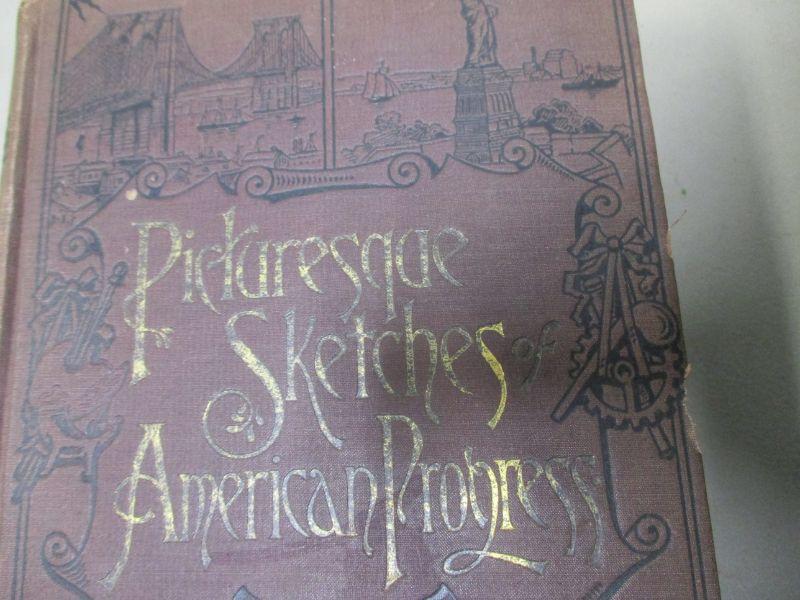 Picturesque
Sketches of
American Progress